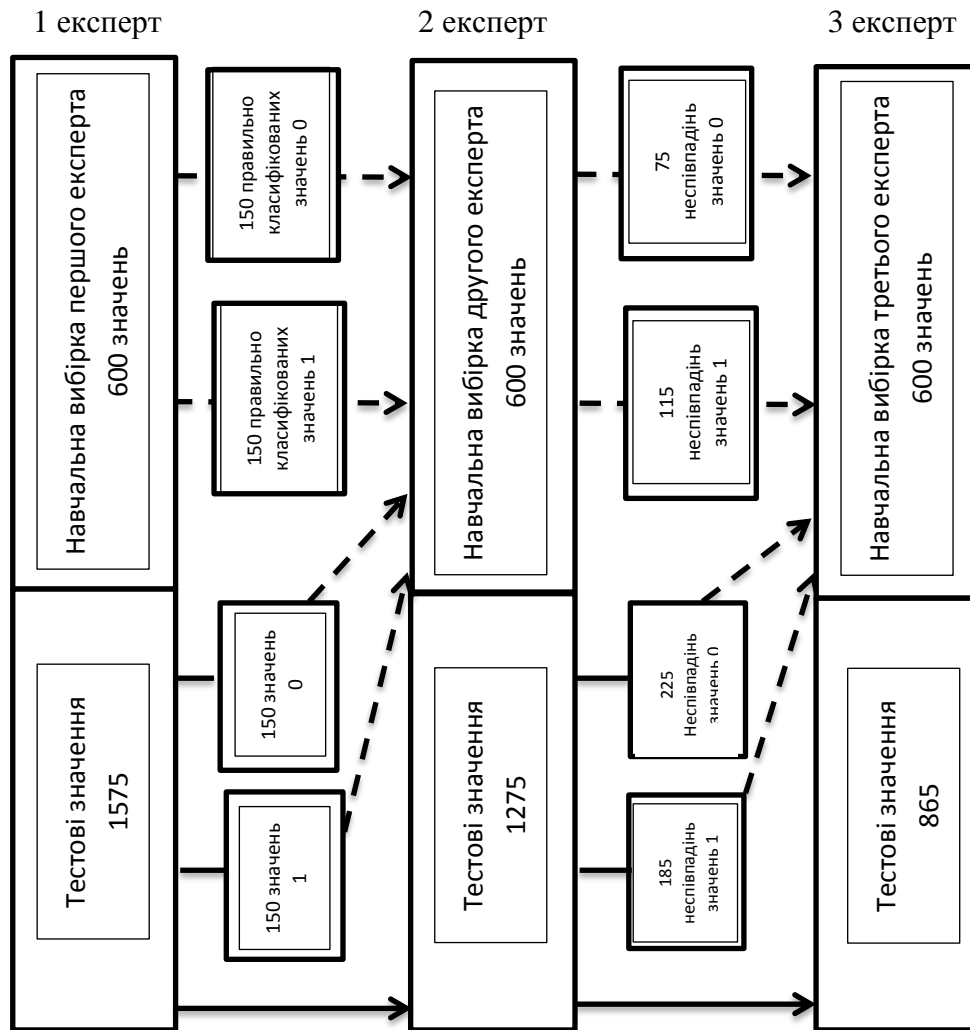 1 експерт
2 експерт
3 експерт
Навчальна вибірка першого експерта
600 значень
150 правильно
класифікованих
значень 0
150 правильно
класифікованих
значень 1
Навчальна вибірка другого експерта
600 значень
75
неспівпадінь
значень 0
115
неспівпадінь
значень 1
Навчальна вибірка третього експерта
600 значень
Тестові значення
1575
150 значень
0
150 значень
1
Тестові значення
1275
225
Неспівпадінь
значень 0
185
неспівпадінь
значень 1
Тестові значення
865